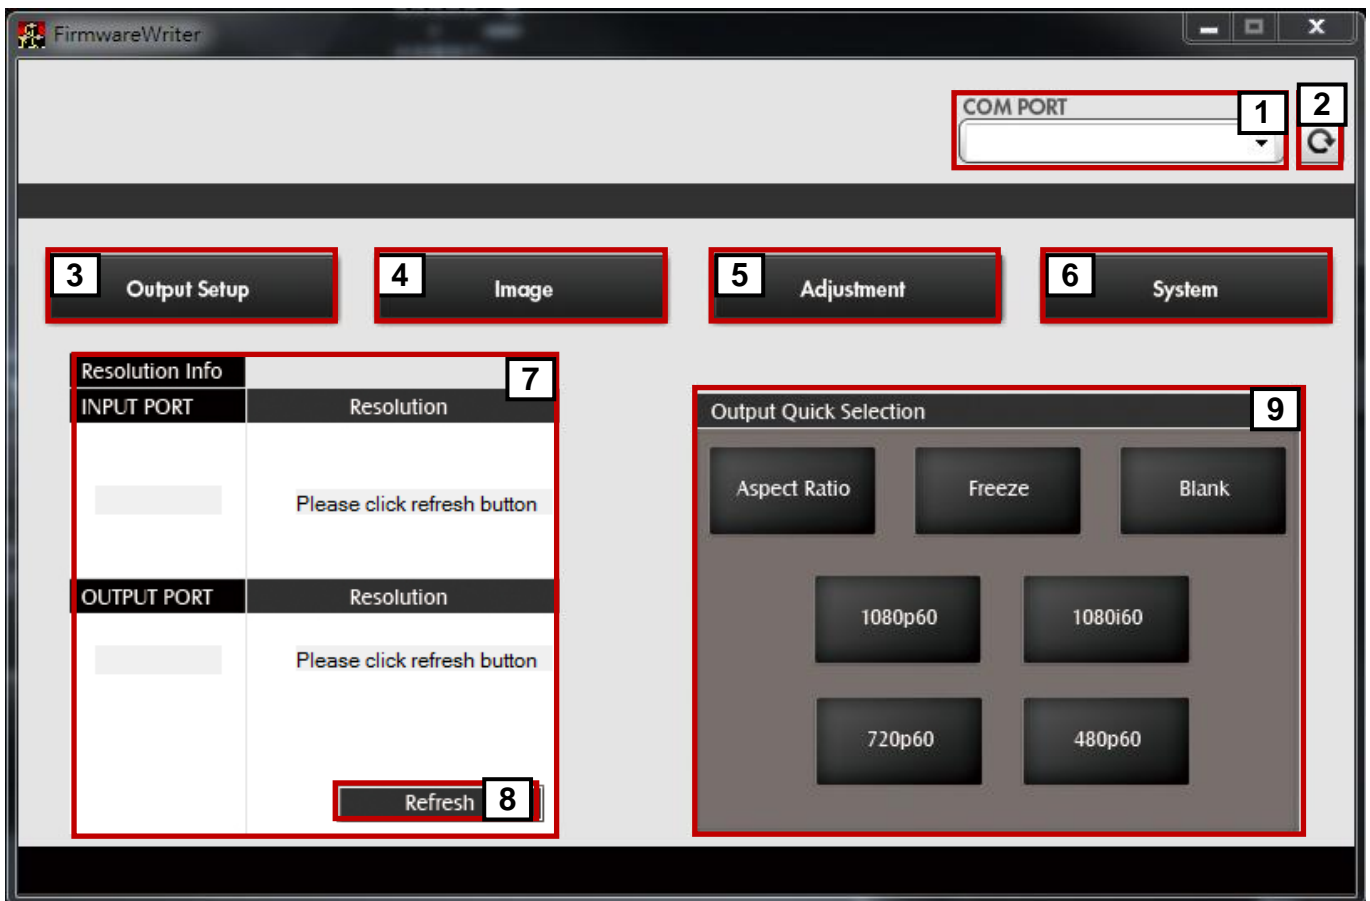 FirmwareWriter
COM PORT
1
2
3
Output Setup
4
Image
5
Adjustment
6
System
Resolution Info
7
INPUT PORT
Resolution
Please click refresh button
OUTPUT PORT
Resolution
Please click refresh button
Refresh
8
Output Quick Selection
9
Aspect Ratio
Freeze
Blank
1080p60
1080i60
720p60
480p60